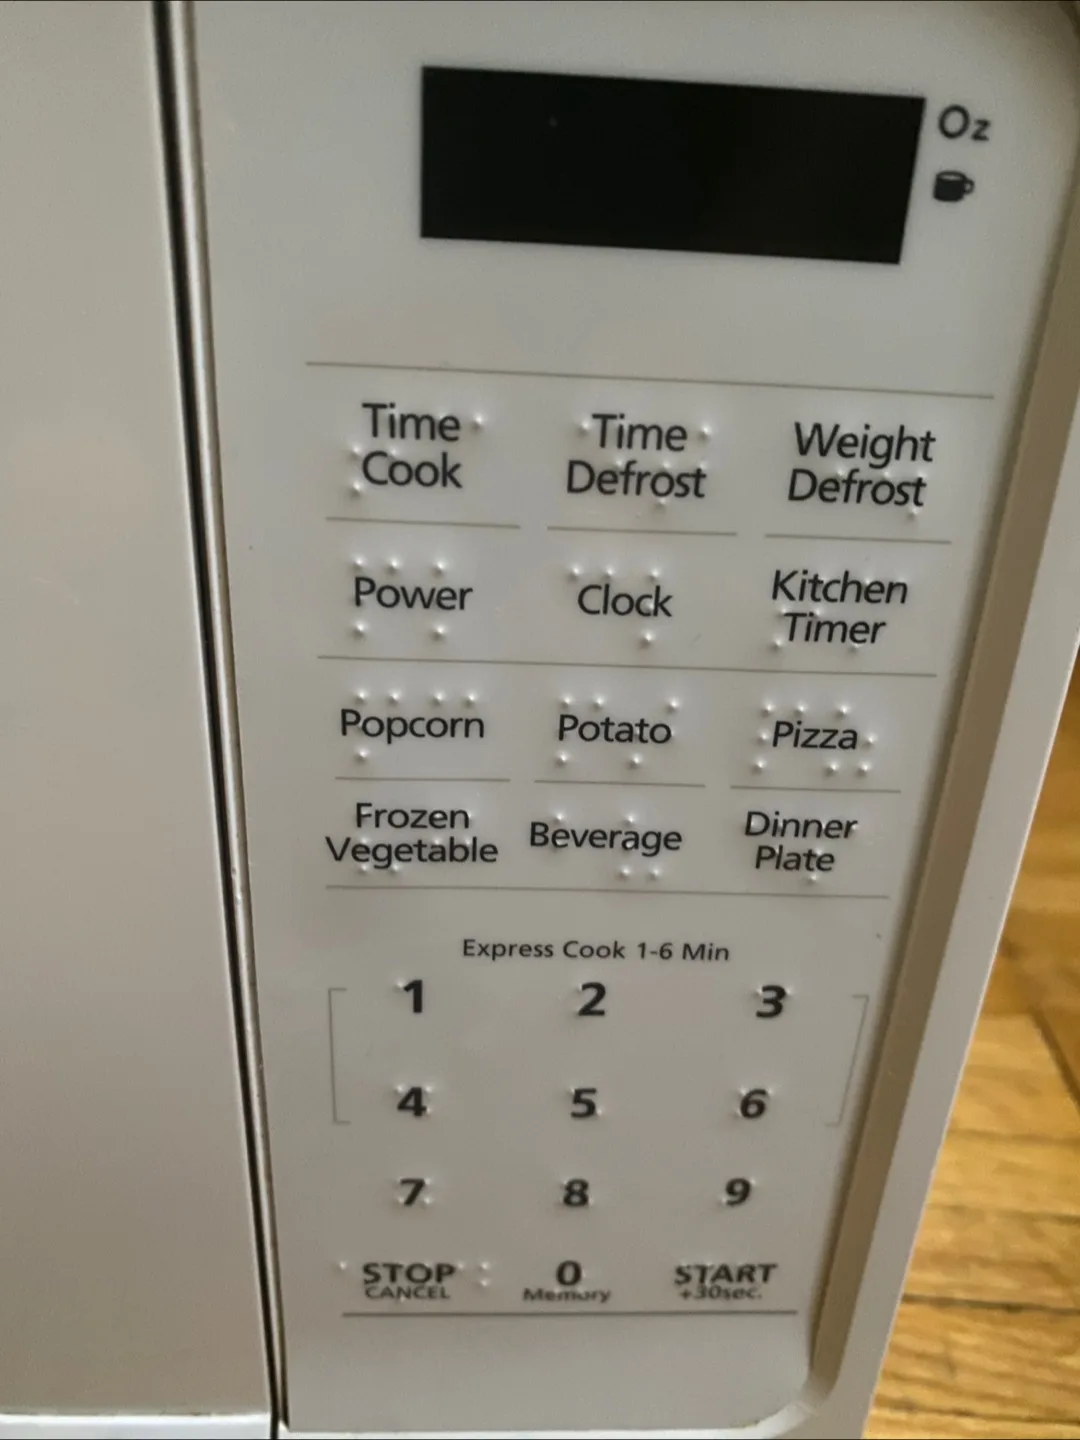 Oz
Time Cook
Time Defrost
Weight Defrost
Power
Clock
Kitchen Timer
Popcorn
Potato
Pizza
Frozen Vegetable
Beverage
Dinner Plate
Express Cook 1-6 Min
1 2 3
4 5 6
7 8 9
STOP CANCEL
0 Memory
START +30sec.